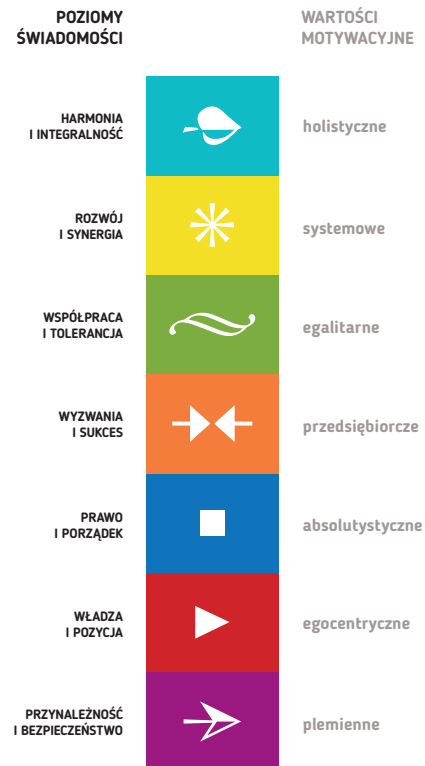 POZIOMY
ŚWIADOMOŚCI
WARTOŚCI
MOTYWACYJNE
HARMONIA
I INTEGRALNOŚĆ
holistyczne
ROZWÓJ
I SYNERGIA
systemowe
WSPÓŁPRACA
I TOLERANCJA
egalitarne
WYZWANIA
I SUKCES
przedsiębiorcze
PRAWO
I PORZĄDEK
absolutystyczne
WŁADZA
I POZYCJA
egocentryczne
PRZYNALEŻNOŚĆ
I BEZPIECZEŃSTWO
plemienne